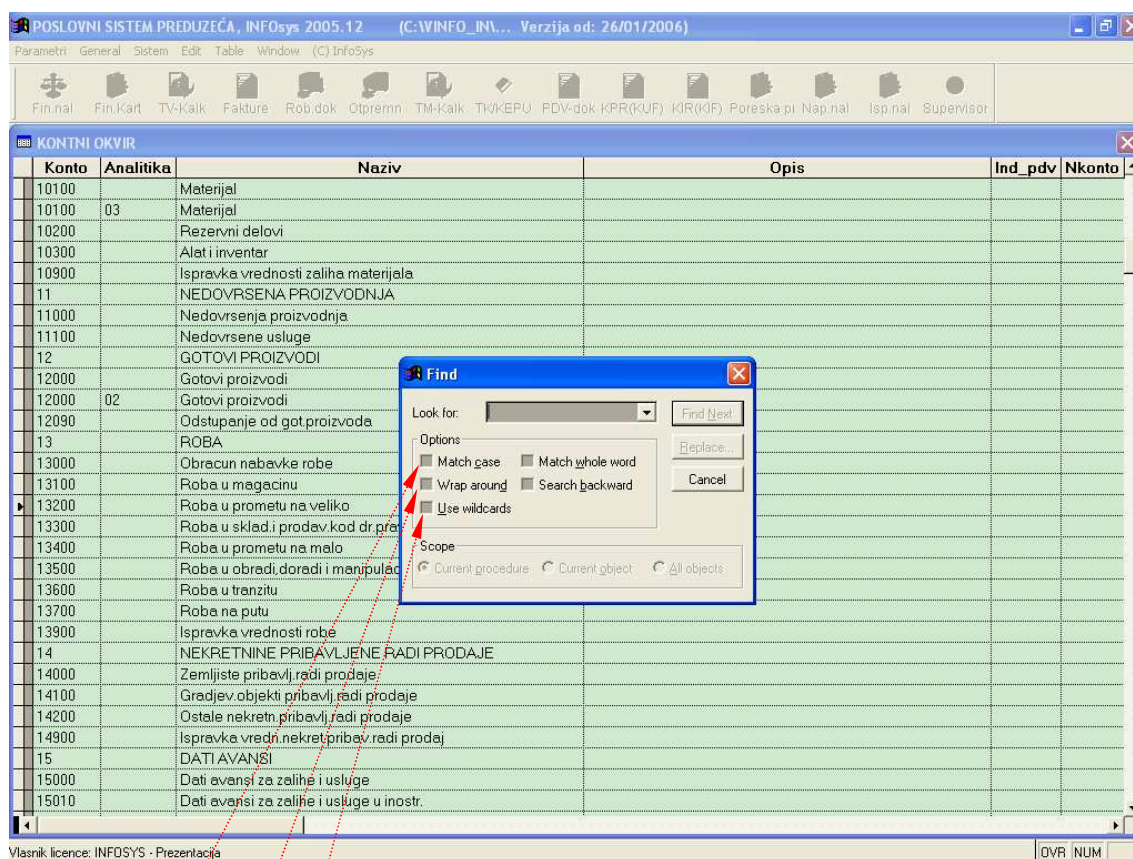 POSLOVNI SISTEM PREDUZEĆA, INFOsys 2005.12 (C:\VINFO_IN\... Verzija od: 26/01/2006)
Parametri General Sistem Edit Table Window (C) InfoSys
Fin.nal Fin.Kart TV-Kalk Fakture Rob.dok Otpremn TM-Kalk TK/KEPU PDV-dok KPR(KUF) KIR(KIF) Poreska pi Nap.nal Isp.nal Supervisor
KONTNI OKVIR
Konto Analitika Naziv Opis Ind_pdv Nkonto
10100 Materijal
10100 03 Materijal
10200 Rezervni delovi
10300 Alat i inventar
10900 Ispravka vrednosti zaliha materijala
11 NEDOVRSENA PROIZVODNJA
11000 Nedovrsenja proizvodnja
11100 Nedovrsene usluge
12 GOTOVI PROIZVODI
12000 Gotovi proizvodi
12000 02 Gotovi proizvodi
12090 Odstupanje od got.proizvoda
13 ROBA
13000 Obracun nabavke robe
13100 Roba u magacinu
13200 Roba u prometu na veliko
13300 Roba u sklad.i prodav.kod dr.prav
13400 Roba u prometu na malo
13500 Roba u obradi,doradi i manipulac
13600 Roba u tranzitu
13700 Roba na putu
13900 Ispravka vrednosti robe
14 NEKRETNINE PRIBAVLJENE RADI PRODAJE
14000 Zemljiste pribavlj.radi prodaje
14100 Gradjev.objekti pribavlj.radi prodaje
14200 Ostale nekretn.pribavlj.radi prodaje
14900 Ispravka vredn.nekret.pribav.radi prodaj
15 DATI AVANSI
15000 Dati avansi za zalihe i usluge
15010 Dati avansi za zalihe i usluge u inostr.
Find
Look for: Find Next
Options Replace...
Match case Match whole word
Wrap around Search backward Cancel
Use wildcards
Scope
Current procedure Current object All objects
Vlasnik licence: INFOSYS - Prezentacija OVR NUM